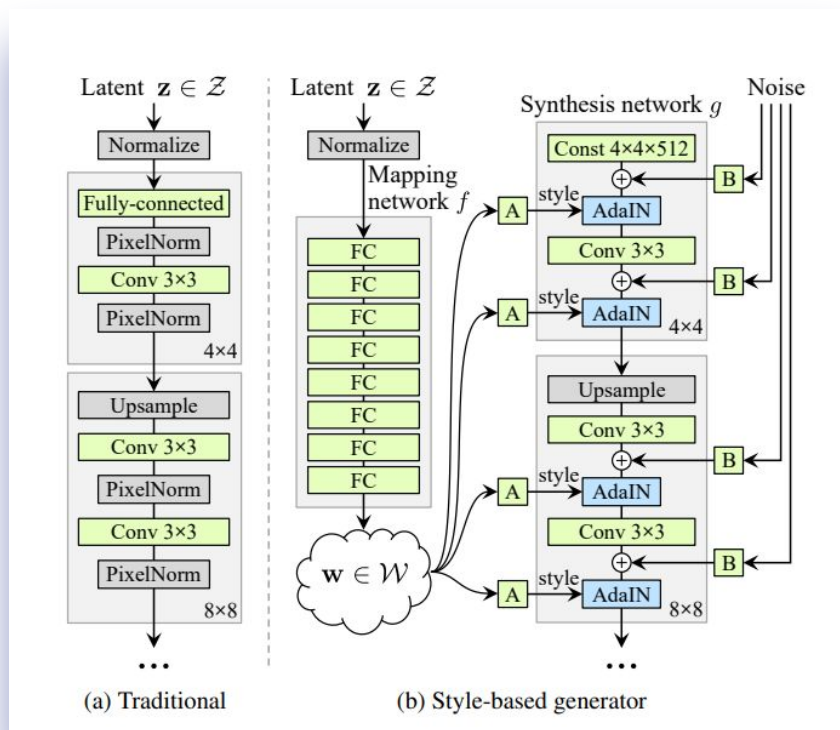 Latent z ∈ 𝒵
Normalize
Fully-connected
PixelNorm
Conv 3×3
PixelNorm
4×4
Upsample
Conv 3×3
PixelNorm
Conv 3×3
PixelNorm
8×8
...
(a) Traditional
Latent z ∈ 𝒵
Normalize
Mapping
network f
FC
FC
FC
FC
FC
FC
FC
FC
w ∈ 𝒲
A
style
A
style
A
style
A
style
Synthesis network g
Const 4×4×512
AdaIN
Conv 3×3
AdaIN
4×4
Upsample
Conv 3×3
AdaIN
Conv 3×3
AdaIN
8×8
...
Noise
B
B
B
B
(b) Style-based generator